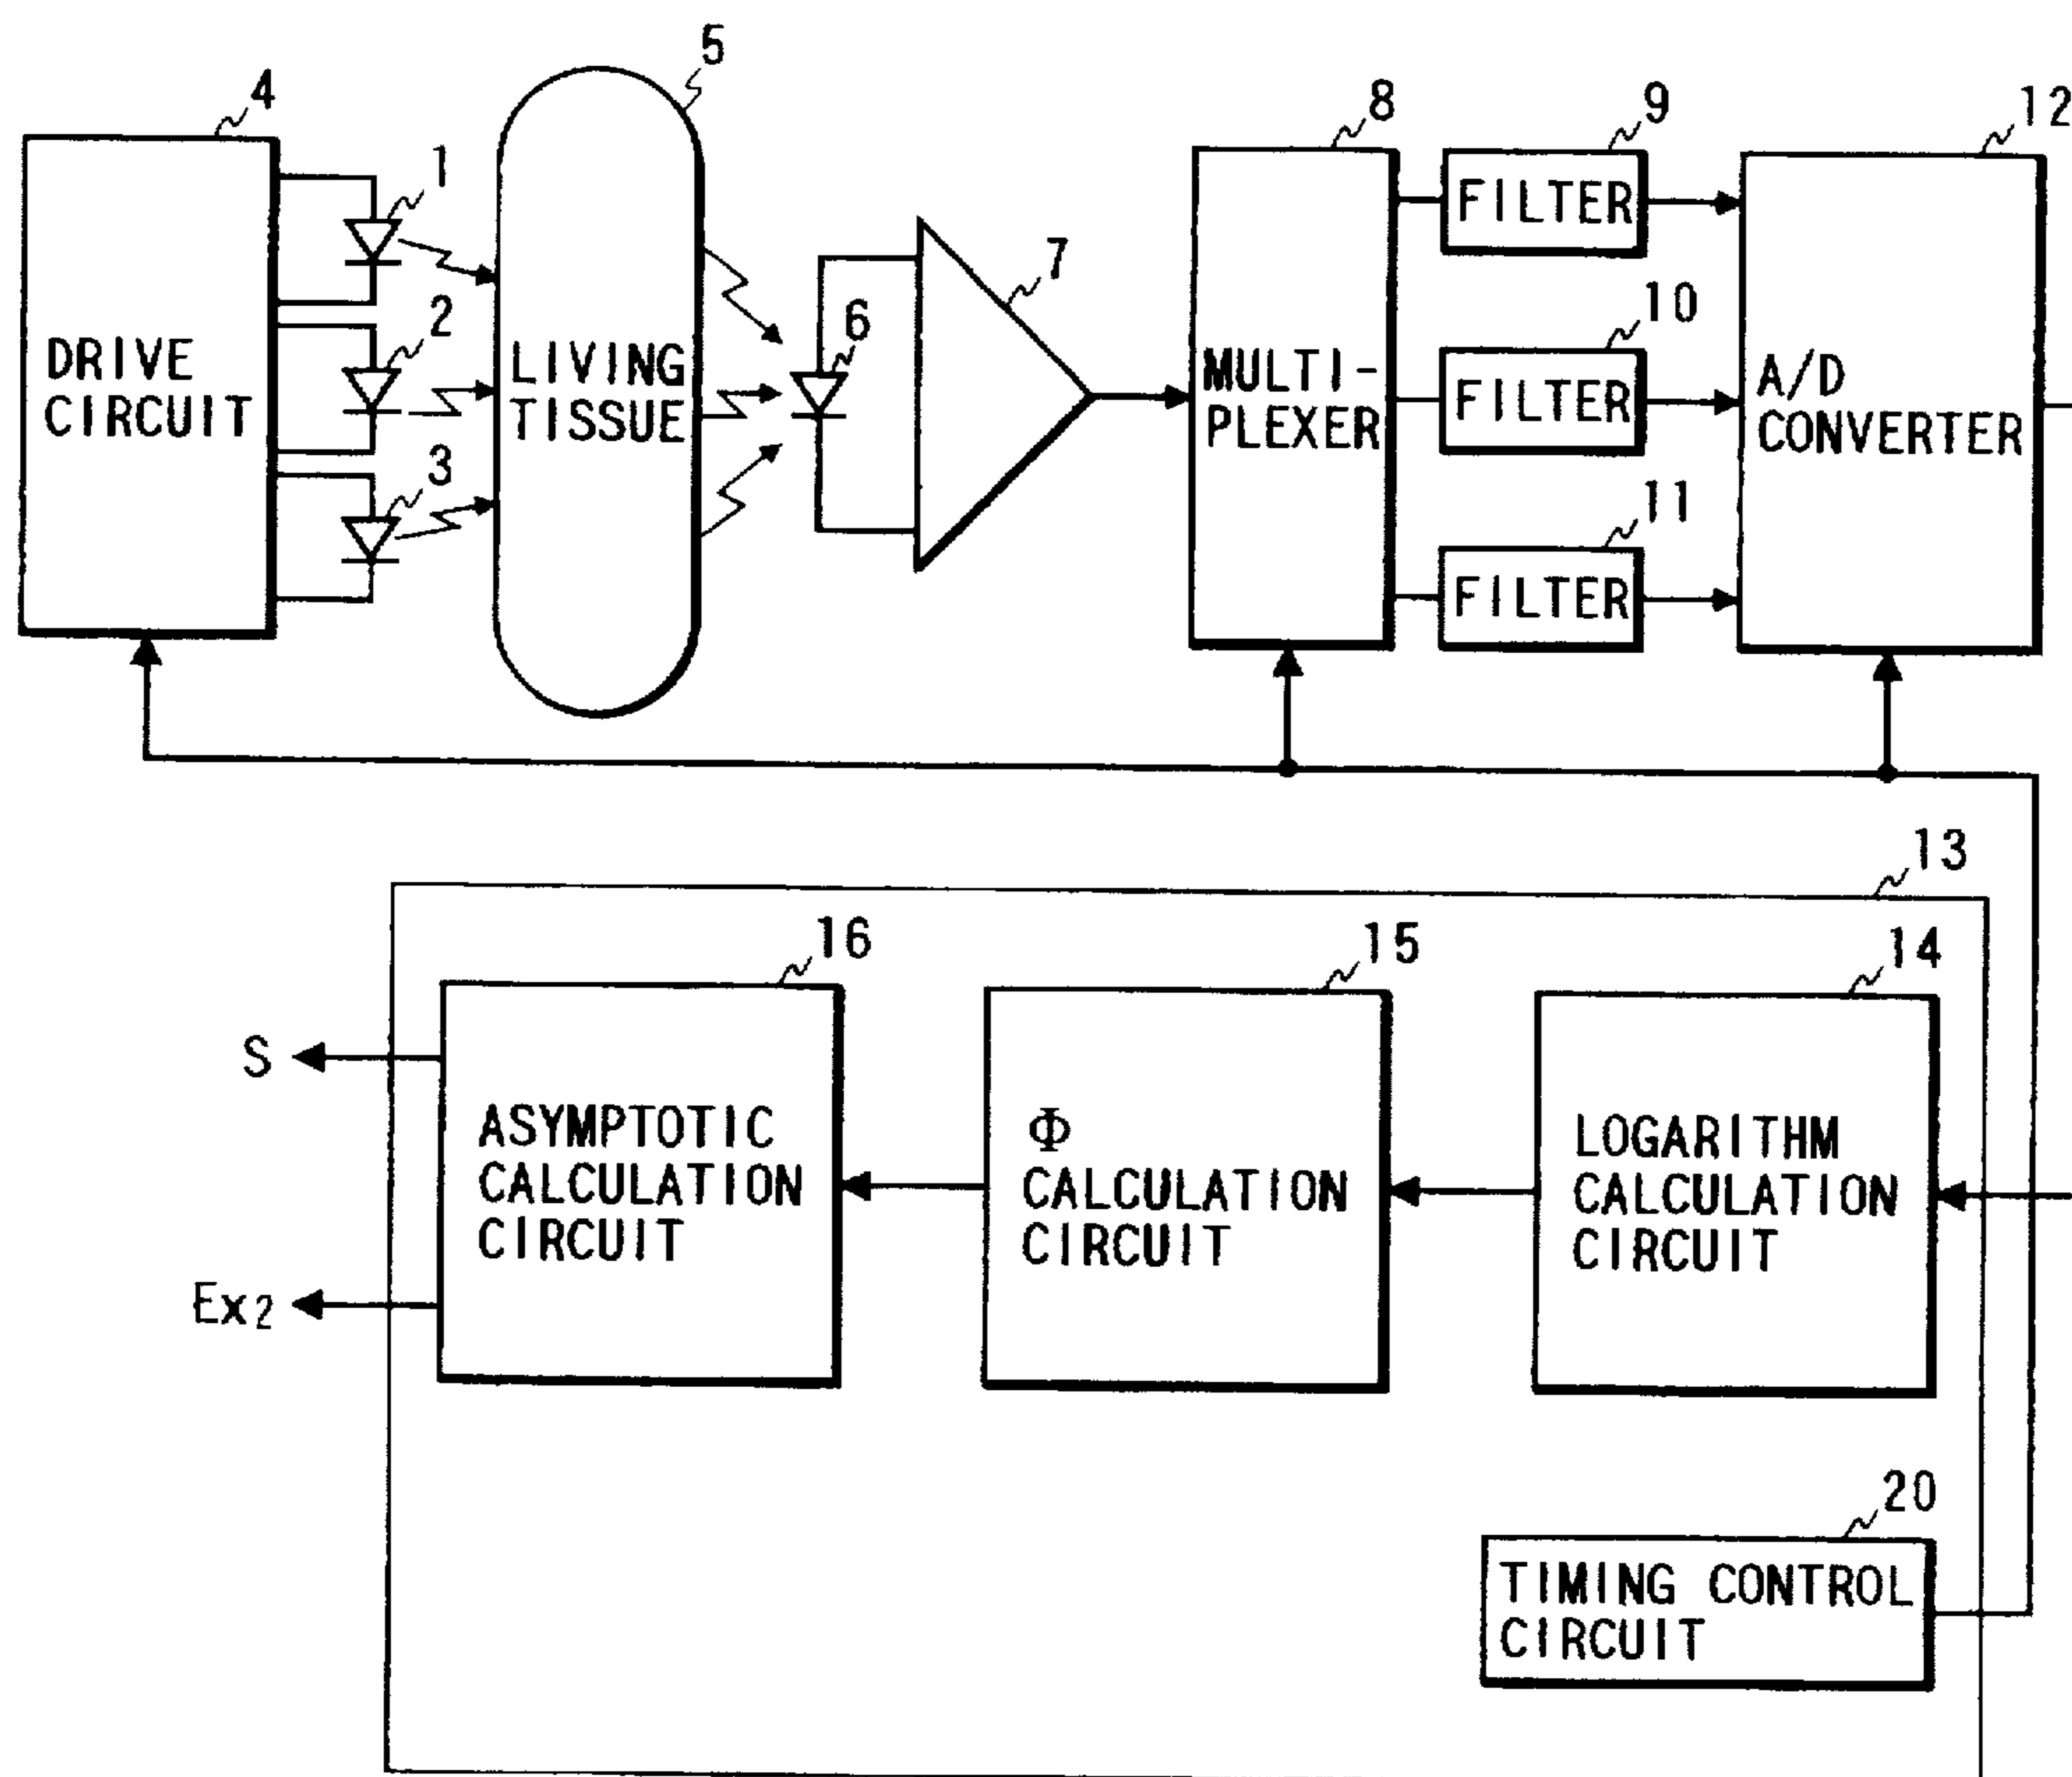 5
4
8
9
12
1
FILTER
7
2
6
10
DRIVE
CIRCUIT
LIVING
TISSUE
MULTI-
PLEXER
FILTER
A/D
CONVERTER
3
11
FILTER
13
16
15
14
S
ASYMPTOTIC
CALCULATION
CIRCUIT
Φ
CALCULATION
CIRCUIT
LOGARITHM
CALCULATION
CIRCUIT
Ex2
20
TIMING CONTROL
CIRCUIT